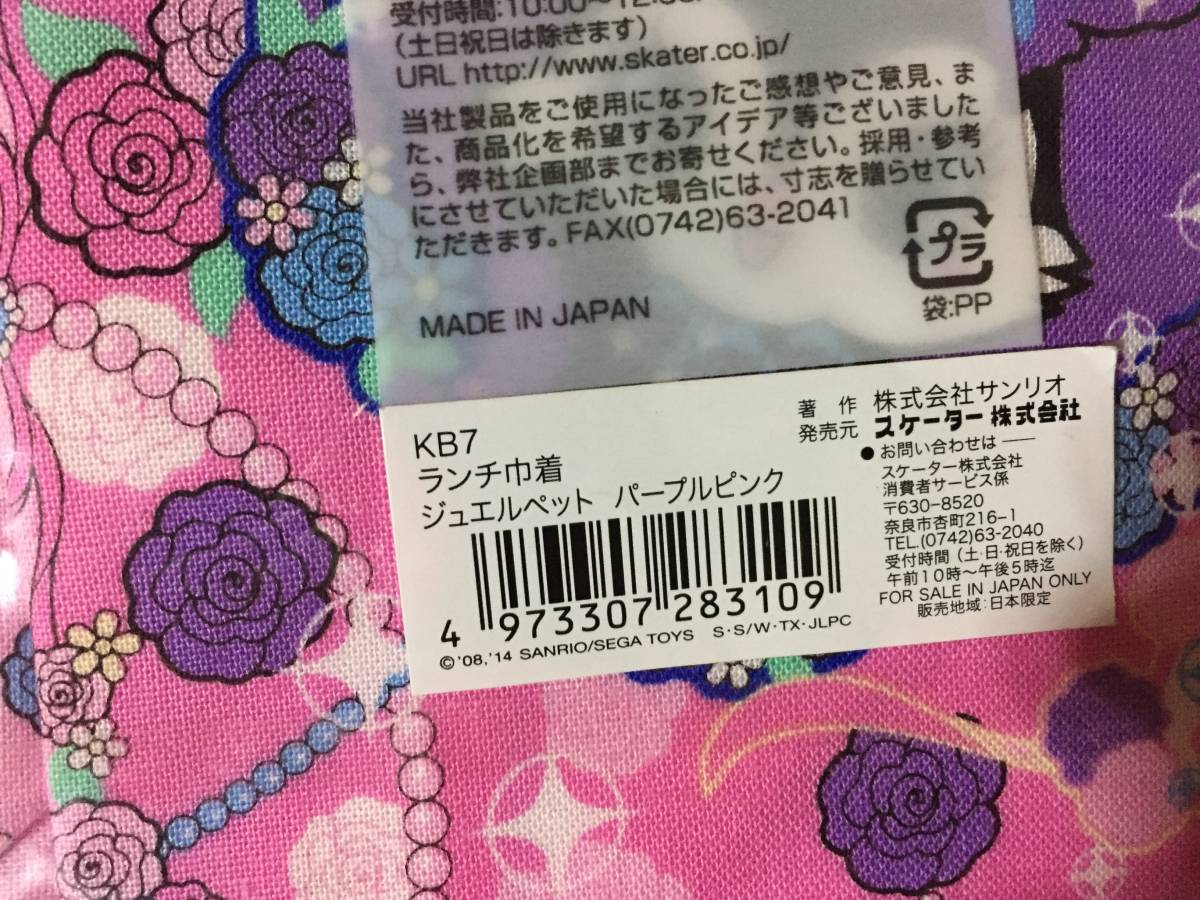 受付時間:10:00〜12:
（土日祝日は除きます）
URL http://www.skater.co.jp/
当社製品をご使用になったご感想やご意見、ま
た、商品化を希望するアイデア等ございました
ら、弊社企画部までお寄せください。採用・参考
にさせていただいた場合には、寸志を贈らせてい
ただきます。FAX(0742)63-2041
プラ
袋:PP
MADE IN JAPAN
KB7
ランチ巾着
ジュエルペット パープルピンク
4 973307 283109
©'08,'14 SANRIO/SEGA TOYS S・S/W・TX・JLPC
著作 株式会社サンリオ
発売元 スケーター株式会社
●お問い合わせは
スケーター株式会社
消費者サービス係
〒630-8520
奈良市杏町216-1
TEL.(0742)63-2040
受付時間（土・日・祝日を除く）
午前10時〜午後5時迄
FOR SALE IN JAPAN ONLY
販売地域:日本限定